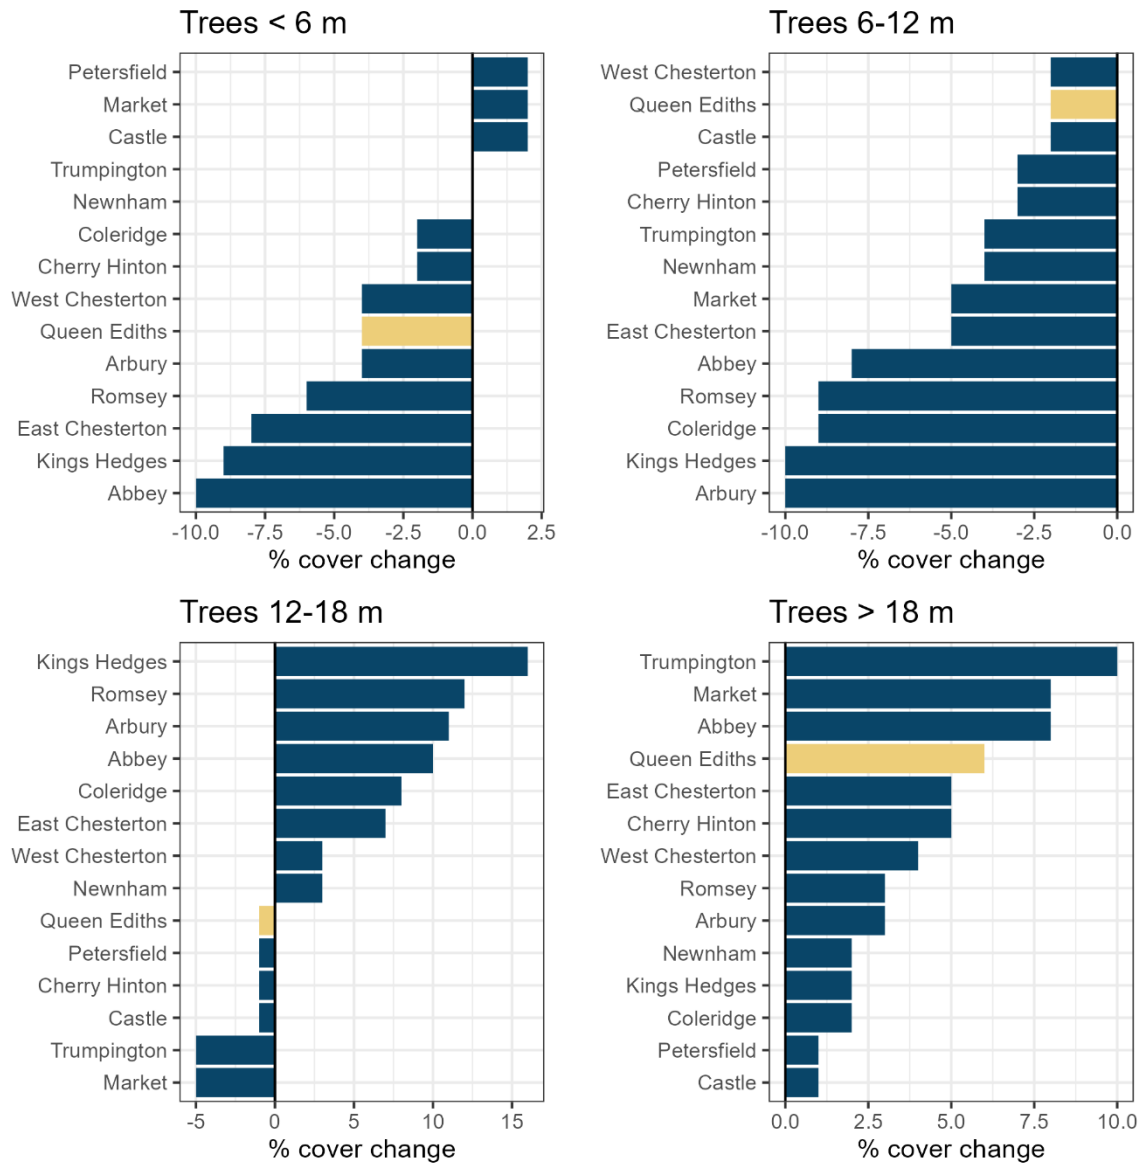 Trees < 6 m
Petersfield
Market
Castle
Trumpington
Newnham
Coleridge
Cherry Hinton
West Chesterton
Queen Ediths
Arbury
Romsey
East Chesterton
Kings Hedges
Abbey
-10.0 -7.5 -5.0 -2.5 0.0 2.5
% cover change
Trees 6-12 m
West Chesterton
Queen Ediths
Castle
Petersfield
Cherry Hinton
Trumpington
Newnham
Market
East Chesterton
Abbey
Romsey
Coleridge
Kings Hedges
Arbury
-10.0 -7.5 -5.0 -2.5 0.0
% cover change
Trees 12-18 m
Kings Hedges
Romsey
Arbury
Abbey
Coleridge
East Chesterton
West Chesterton
Newnham
Queen Ediths
Petersfield
Cherry Hinton
Castle
Trumpington
Market
-5 0 5 10 15
% cover change
Trees > 18 m
Trumpington
Market
Abbey
Queen Ediths
East Chesterton
Cherry Hinton
West Chesterton
Romsey
Arbury
Newnham
Kings Hedges
Coleridge
Petersfield
Castle
0.0 2.5 5.0 7.5 10.0
% cover change